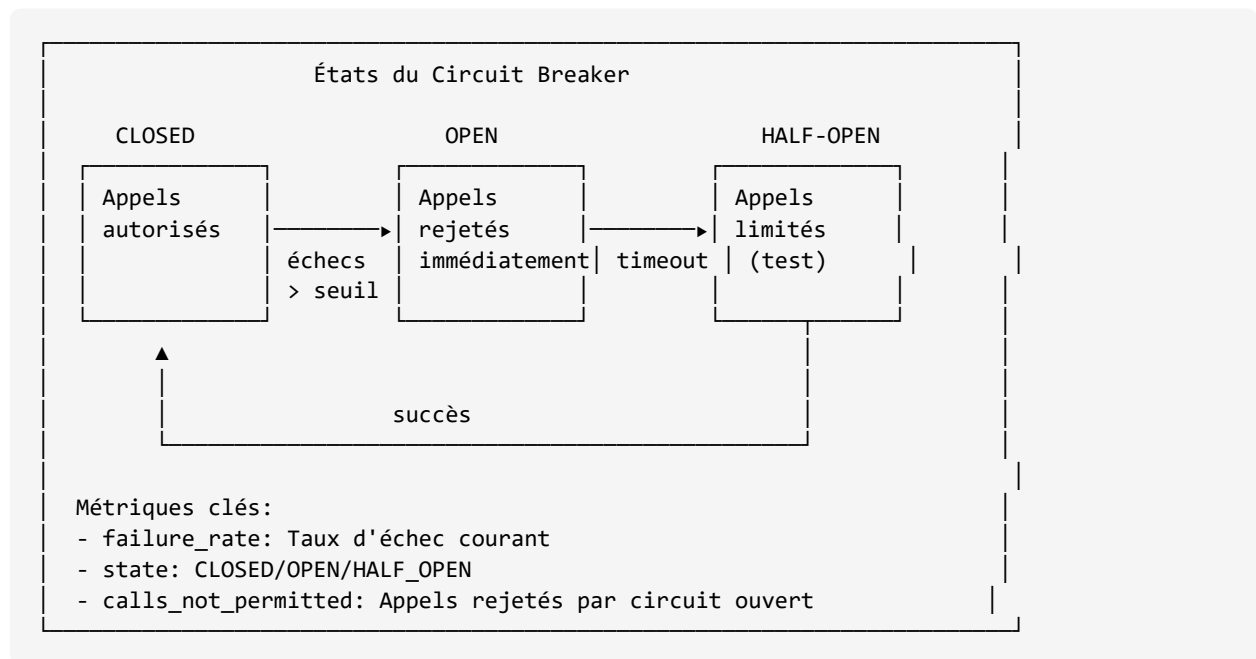 États du Circuit Breaker
CLOSED OPEN HALF-OPEN
Appels Appels Appels
autorisés rejetés limités
échecs immédiatement timeout (test)
> seuil
succès
Métriques clés:
- failure_rate: Taux d'échec courant
- state: CLOSED/OPEN/HALF_OPEN
- calls_not_permitted: Appels rejetés par circuit ouvert